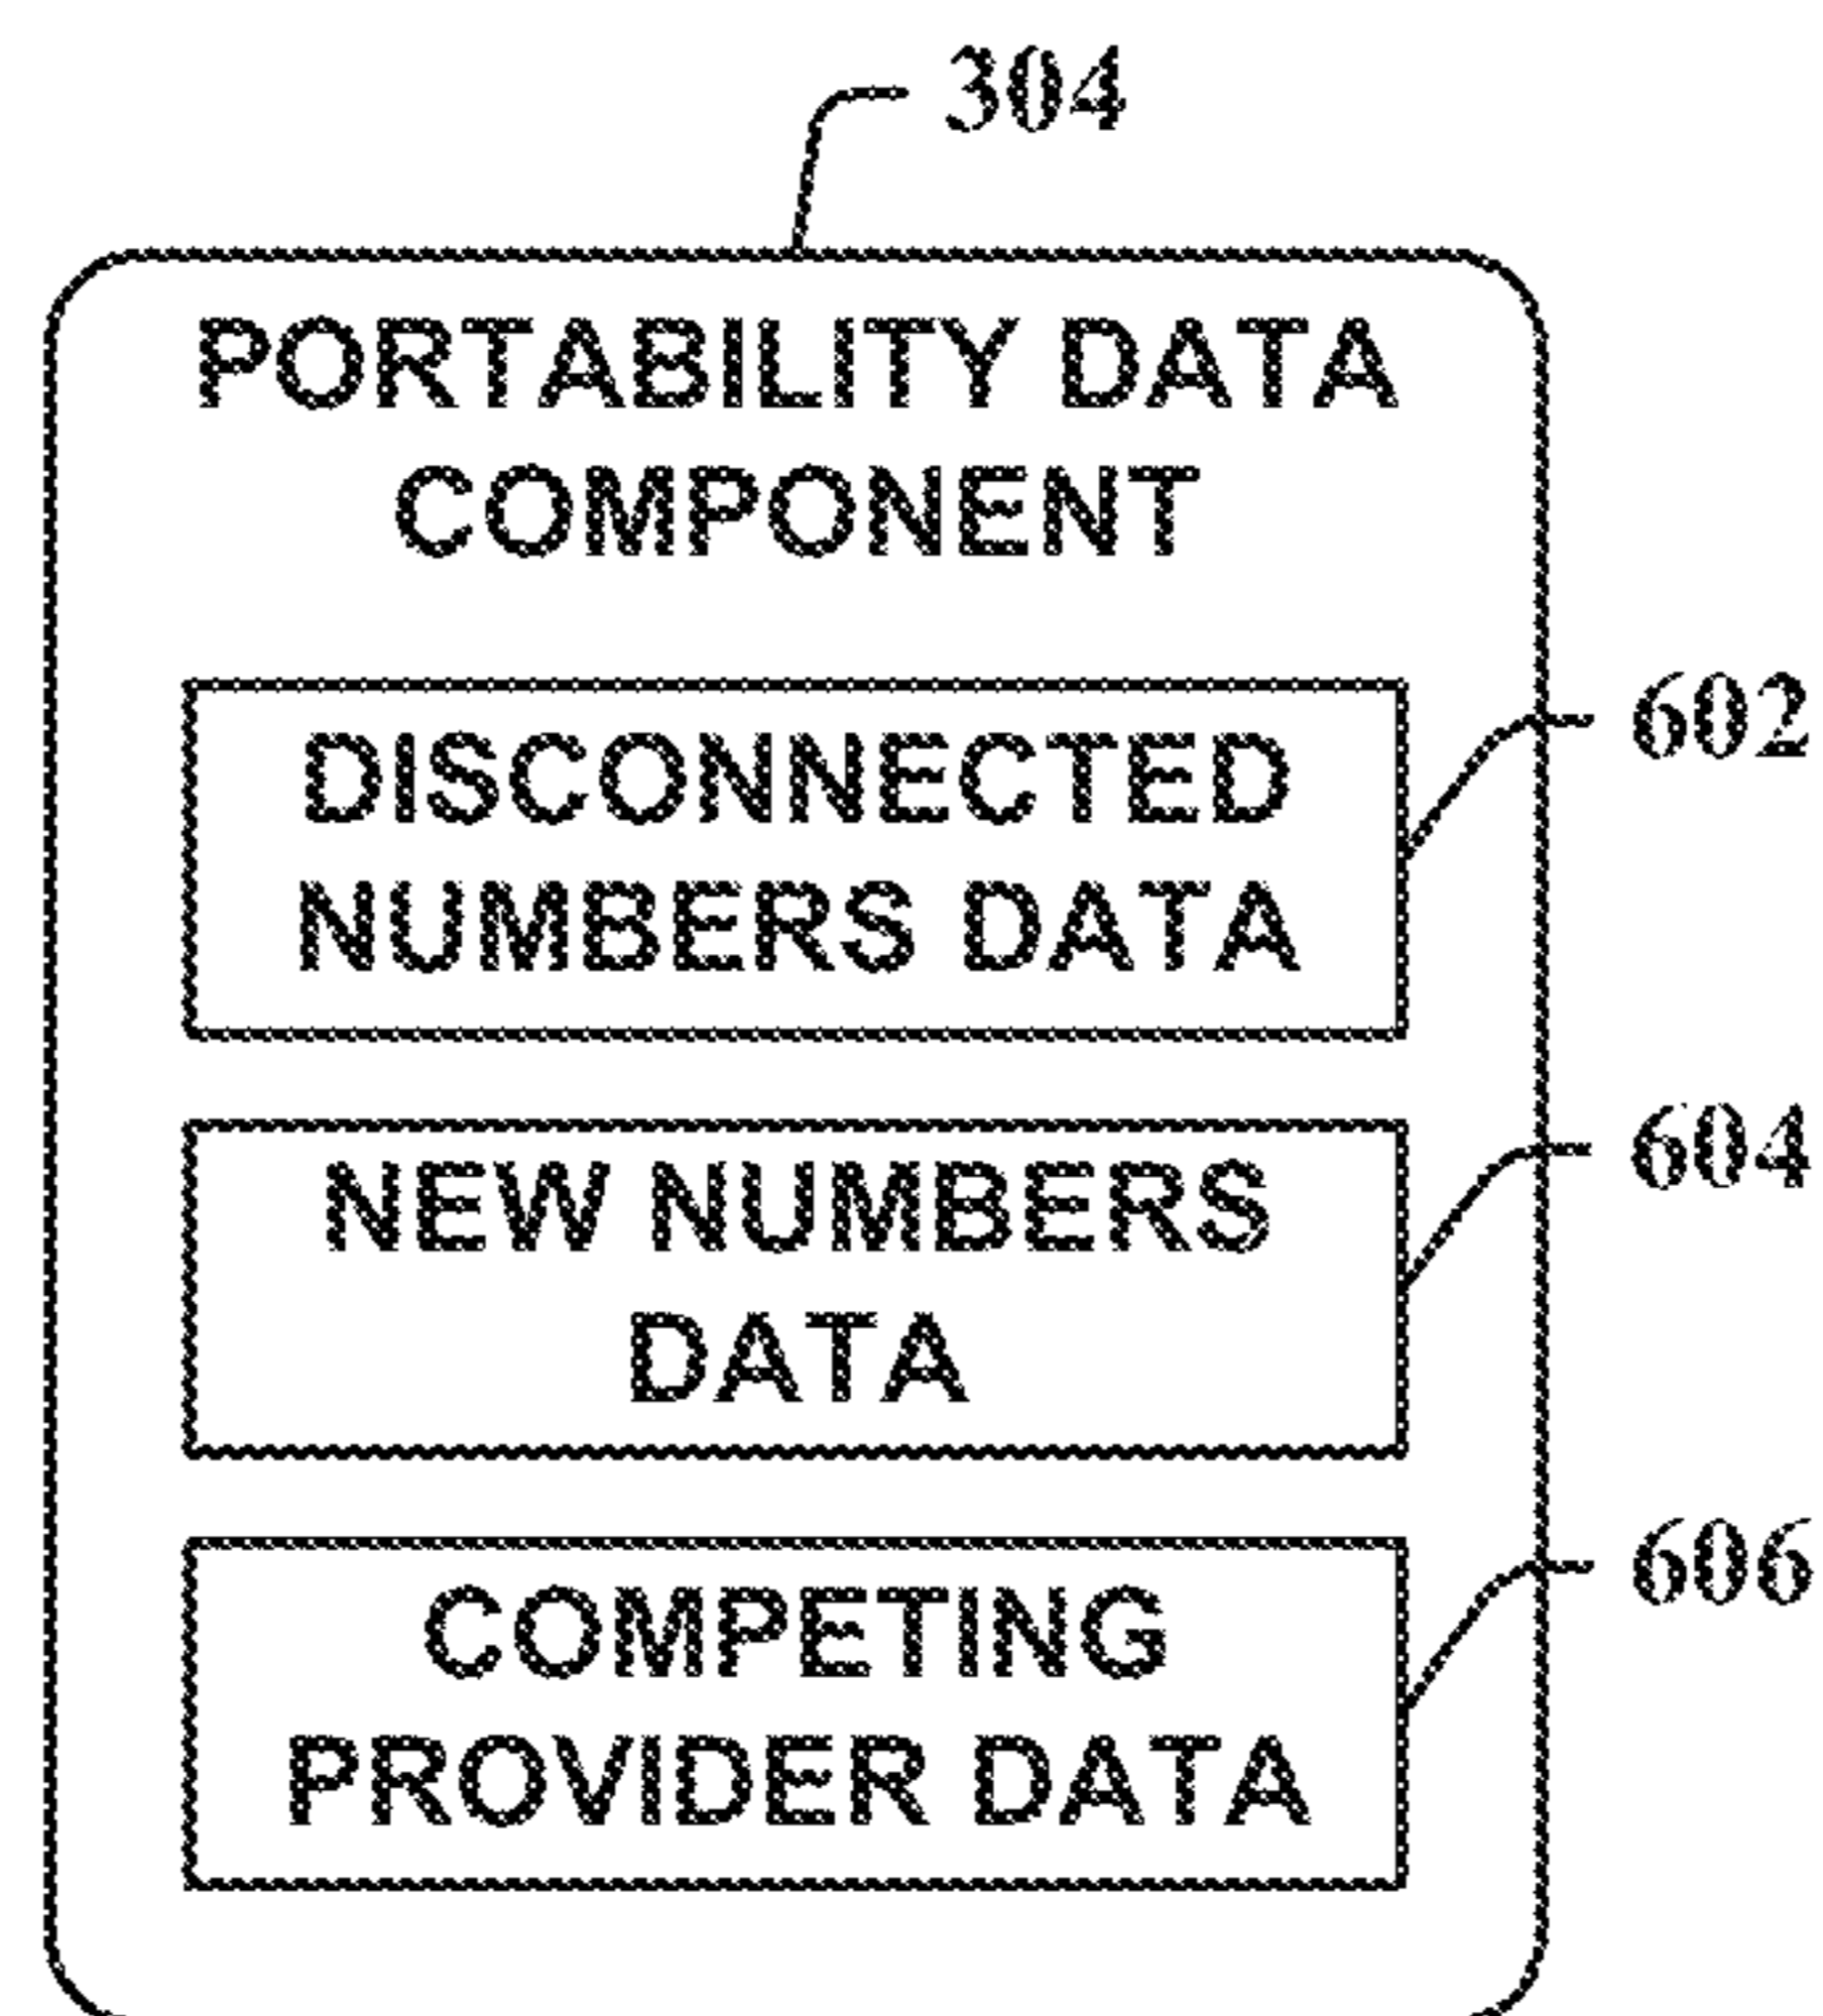 304
PORTABILITY DATA
COMPONENT
602
DISCONNECTED
NUMBERS DATA
604
NEW NUMBERS
DATA
606
COMPETING
PROVIDER DATA